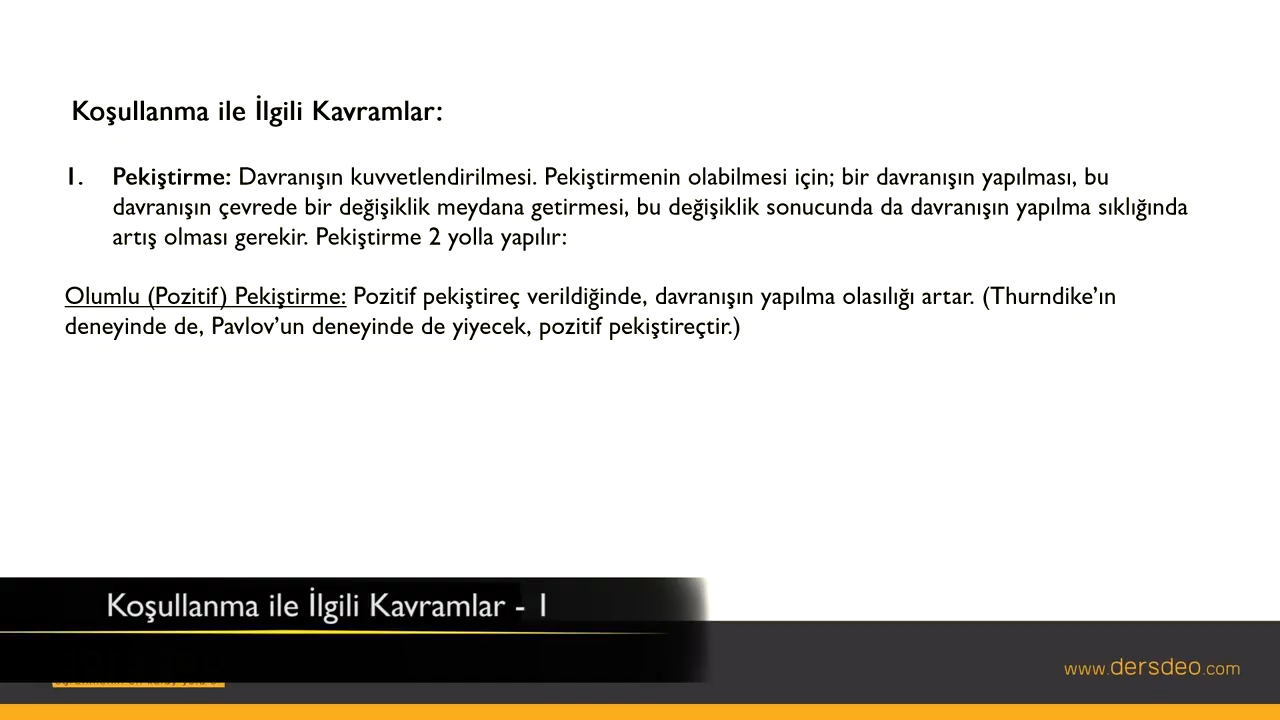 Koşullanma ile İlgili Kavramlar:
1. Pekiştirme: Davranışın kuvvetlendirilmesi. Pekiştirmenin olabilmesi için; bir davranışın yapılması, bu
davranışın çevrede bir değişiklik meydana getirmesi, bu değişiklik sonucunda da davranışın yapılma sıklığında
artış olması gerekir. Pekiştirme 2 yolla yapılır:
Olumlu (Pozitif) Pekiştirme: Pozitif pekiştireç verildiğinde, davranışın yapılma olasılığı artar. (Thurndike’ın
deneyinde de, Pavlov’un deneyinde de yiyecek, pozitif pekiştireçtir.)
Koşullanma ile İlgili Kavramlar - 1
www.dersdeo.com